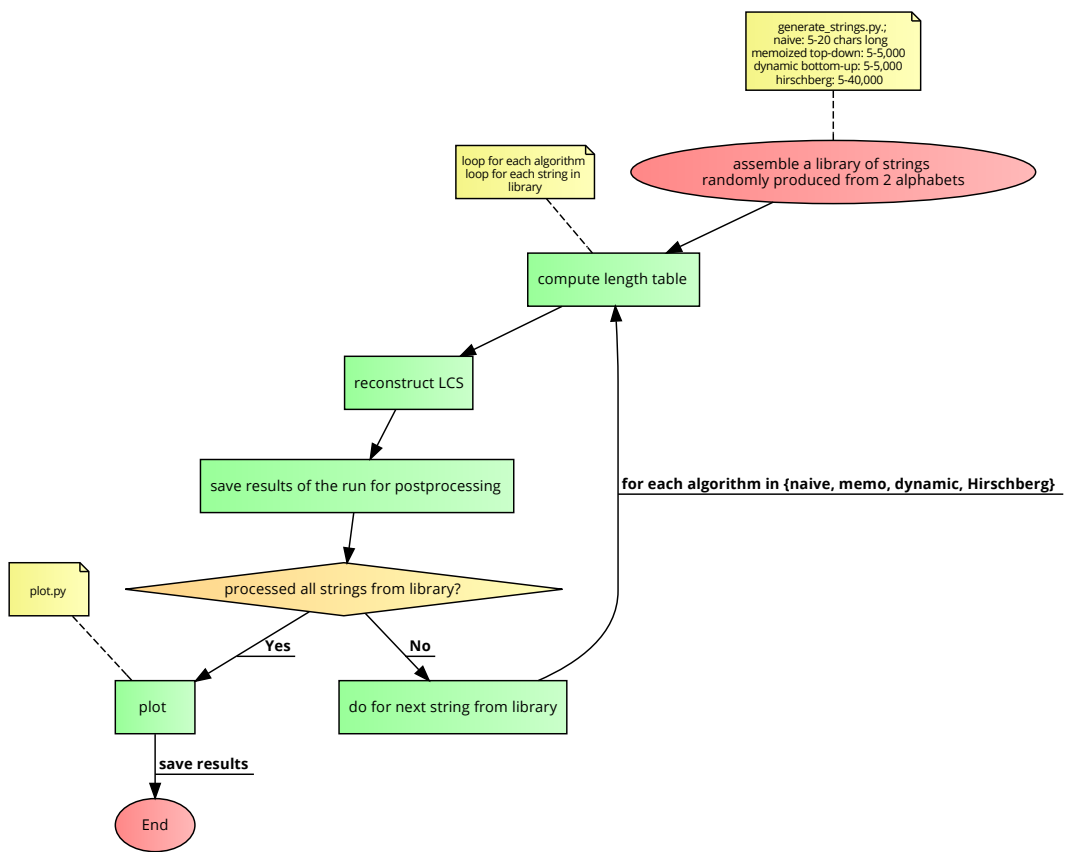 generate_strings.py.;
naive: 5-20 chars long
memoized top-down: 5-5,000
dynamic bottom-up: 5-5,000
hirschberg: 5-40,000
loop for each algorithm
loop for each string in
library
assemble a library of strings
randomly produced from 2 alphabets
compute length table
reconstruct LCS
save results of the run for postprocessing
for each algorithm in {naive, memo, dynamic, Hirschberg}
plot.py
processed all strings from library?
Yes
No
plot
do for next string from library
save results
End